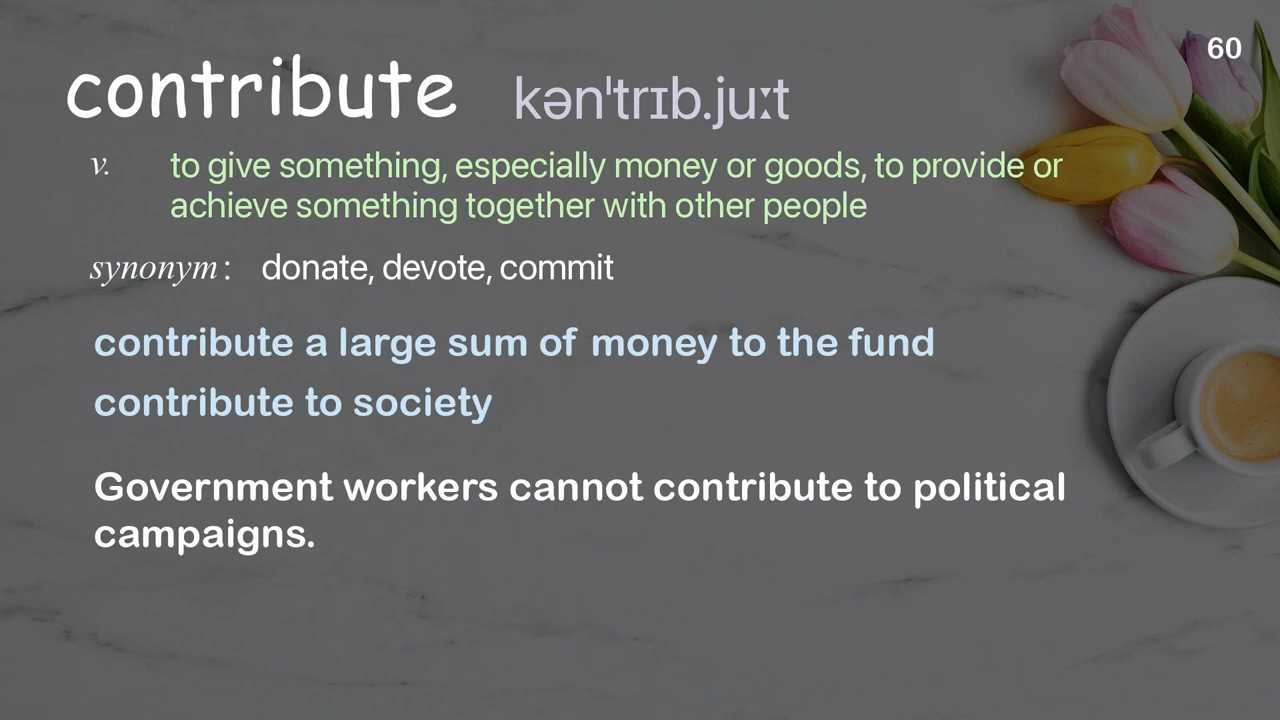 60
contribute kən'trɪb.juːt
v. to give something, especially money or goods, to provide or
achieve something together with other people
synonym : donate, devote, commit
contribute a large sum of money to the fund
contribute to society
Government workers cannot contribute to political
campaigns.